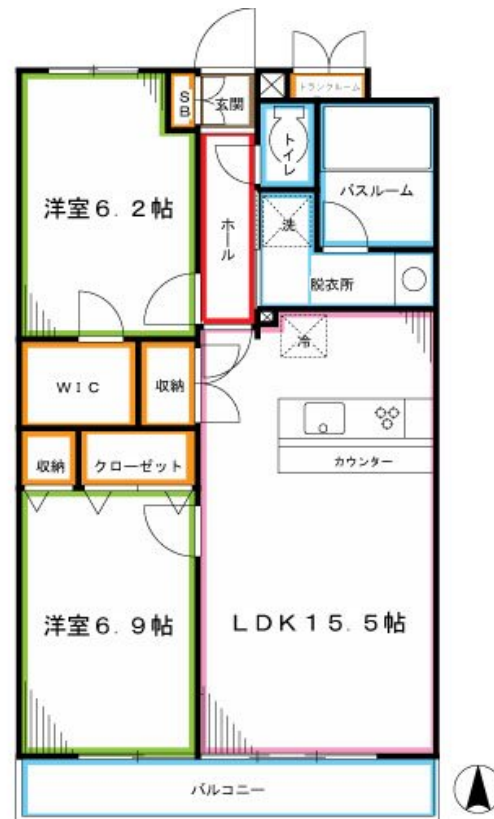 トランクルーム
SB
玄関
トイレ
バスルーム
洋室6.2帖
ホール
洗
脱衣所
冷
WIC
収納
カウンター
収納
クローゼット
洋室6.9帖
LDK15.5帖
バルコニー